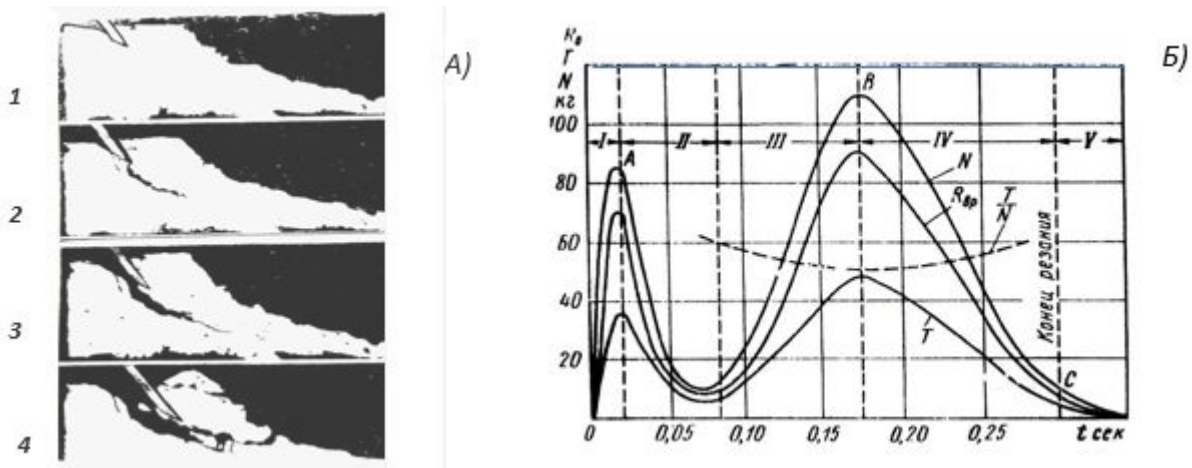 1
2
3
4
А)
R₀
T
N
кг
100
80
60
40
20
0
0,05
0,10
0,15
0,20
0,25
t сек
I
II
III
IV
V
A
B
C
N
Rвр
T
T
N
Конец резания
Б)